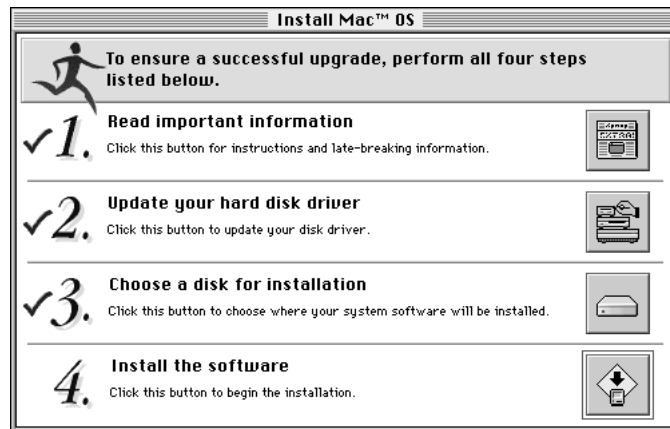 Install Mac™ OS
To ensure a successful upgrade, perform all four steps
listed below.
1.
Read important information
Click this button for instructions and late-breaking information.
EXTRA!
2.
Update your hard disk driver
Click this button to update your disk driver.
3.
Choose a disk for installation
Click this button to choose where your system software will be installed.
4.
Install the software
Click this button to begin the installation.